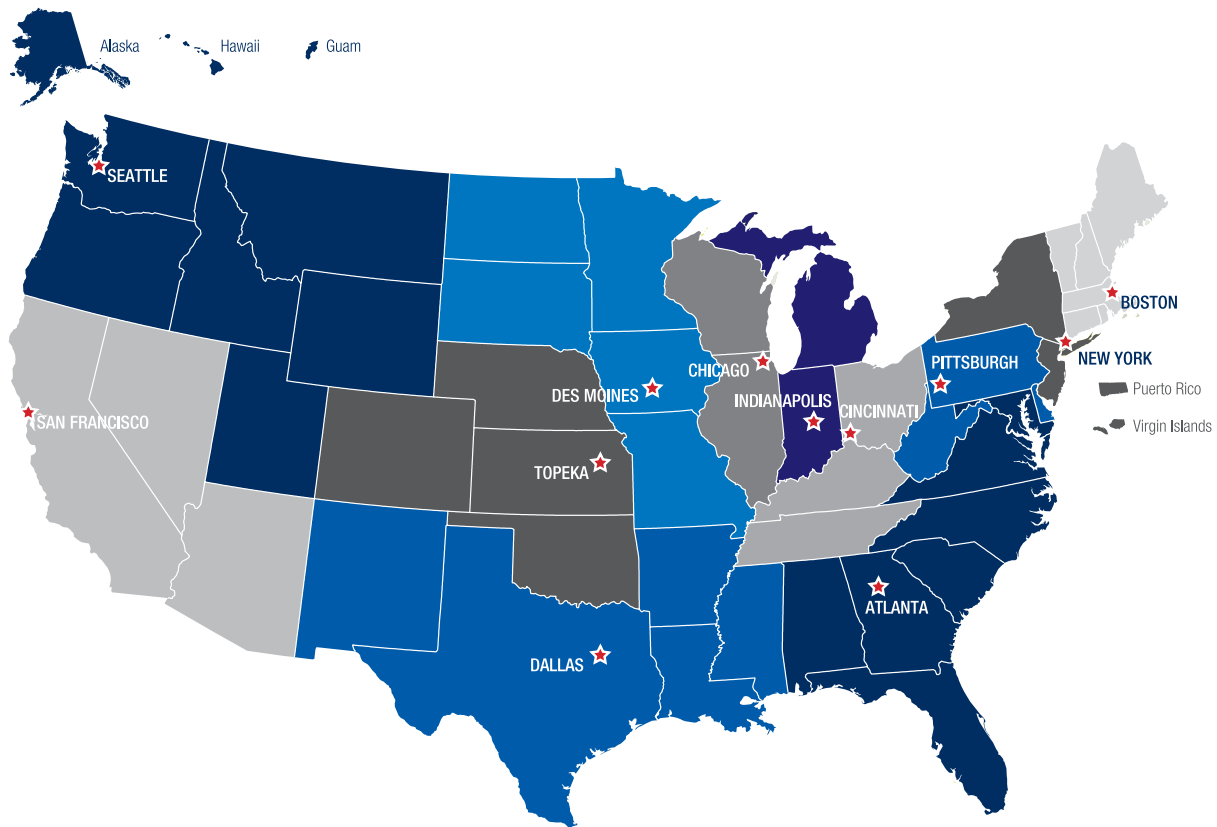 Alaska
Hawaii
Guam
SEATTLE
BOSTON
NEW YORK
PITTSBURGH
CHICAGO
Puerto Rico
DES MOINES
INDIANAPOLIS
CINCINNATI
SAN FRANCISCO
Virgin Islands
TOPEKA
ATLANTA
DALLAS